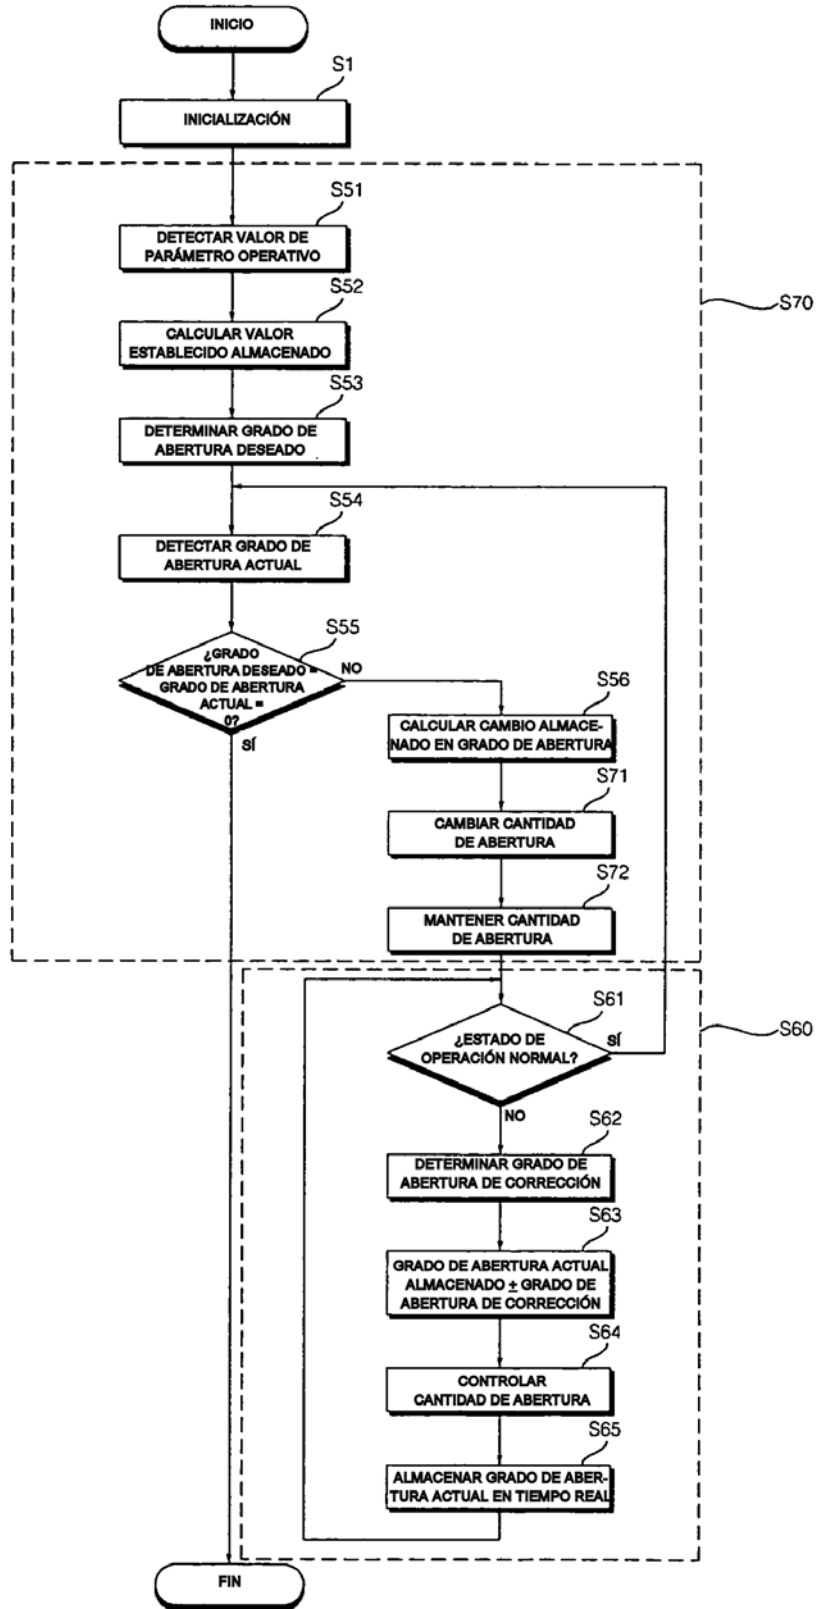 INICIO
S1
INICIALIZACIÓN
S51
DETECTAR VALOR DE
PARÁMETRO OPERATIVO
S70
S52
CALCULAR VALOR
ESTABLECIDO ALMACENADO
S53
DETERMINAR GRADO DE
ABERTURA DESEADO
S54
DETECTAR GRADO DE
ABERTURA ACTUAL
S55
¿GRADO
DE ABERTURA DESEADO =
GRADO DE ABERTURA
ACTUAL =
0?
NO
SÍ
S56
CALCULAR CAMBIO ALMACE-
NADO EN GRADO DE ABERTURA
S71
CAMBIAR CANTIDAD
DE ABERTURA
S72
MANTENER CANTIDAD
DE ABERTURA
S61
¿ESTADO DE
OPERACIÓN NORMAL?
SÍ
NO
S60
S62
DETERMINAR GRADO DE
ABERTURA DE CORRECCIÓN
S63
GRADO DE ABERTURA ACTUAL
ALMACENADO ± GRADO DE
ABERTURA DE CORRECCIÓN
S64
CONTROLAR
CANTIDAD DE ABERTURA
S65
ALMACENAR GRADO DE ABER-
TURA ACTUAL EN TIEMPO REAL
FIN